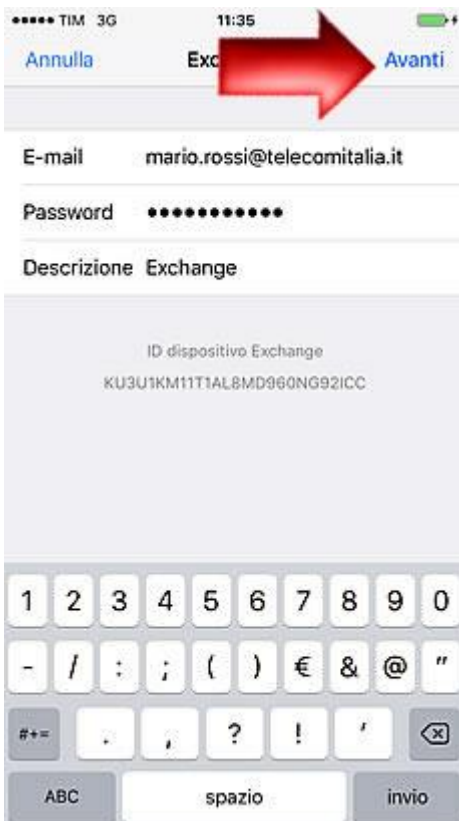 TIM 3G 11:35
Annulla Exc Avanti
E-mail mario.rossi@telecomitalia.it
Password ●●●●●●●●●●●
Descrizione Exchange
ID dispositivo Exchange
KU3U1KM11T1AL8MD960NG92ICC
1 2 3 4 5 6 7 8 9 0
- / : ; ( ) € & @ "
#+= . , ? ! '
ABC spazio invio